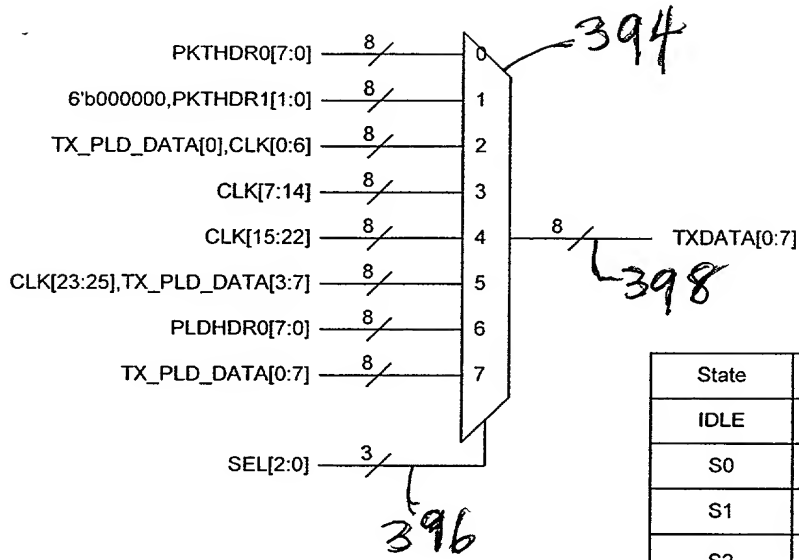 394
PKTHDR0[7:0] 8 0
6'b000000,PKTHDR1[1:0] 8 1
TX_PLD_DATA[0],CLK[0:6] 8 2
CLK[7:14] 8 3
CLK[15:22] 8 4 8 TXDATA[0:7]
CLK[23:25],TX_PLD_DATA[3:7] 8 5
398
PLDHDR0[7:0] 8 6
TX_PLD_DATA[0:7] 8 7
SEL[2:0] 3
396
State
IDLE
S0
S1
S2